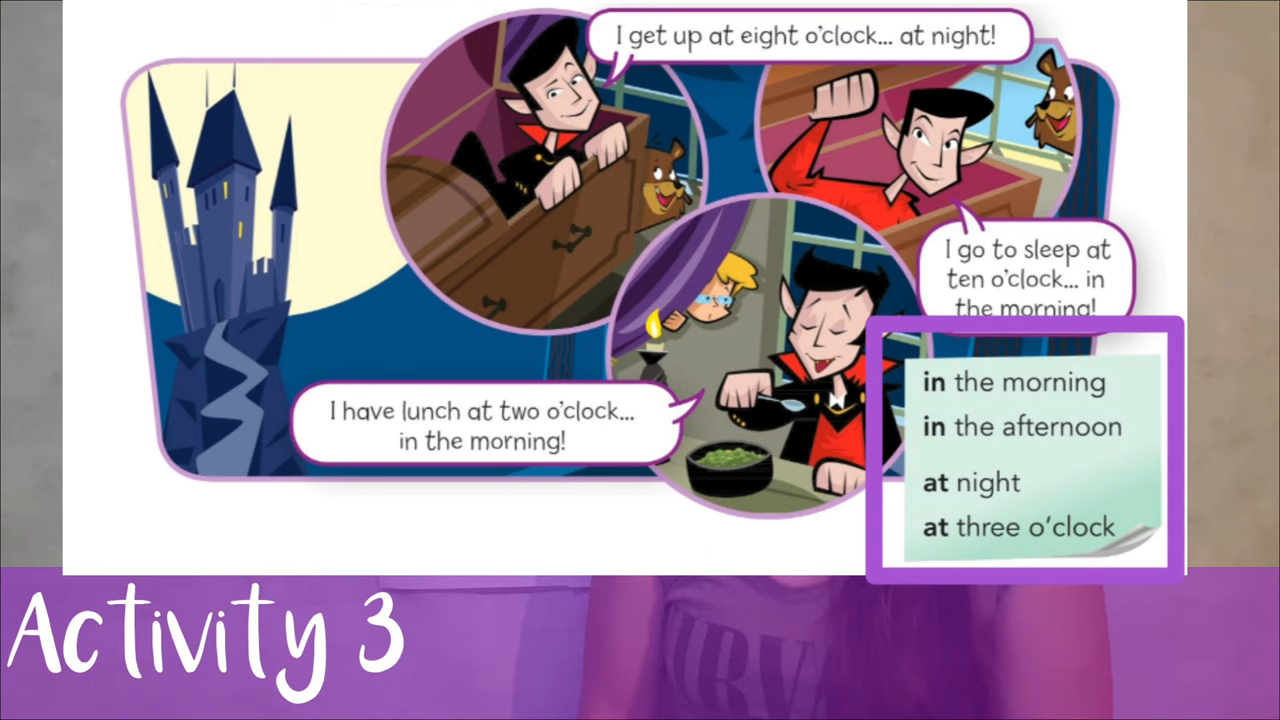 I get up at eight o'clock... at night!
I go to sleep at
ten o'clock... in
the morning!
I have lunch at two o'clock...
in the morning!
in the morning
in the afternoon
at night
at three o'clock
Activity 3